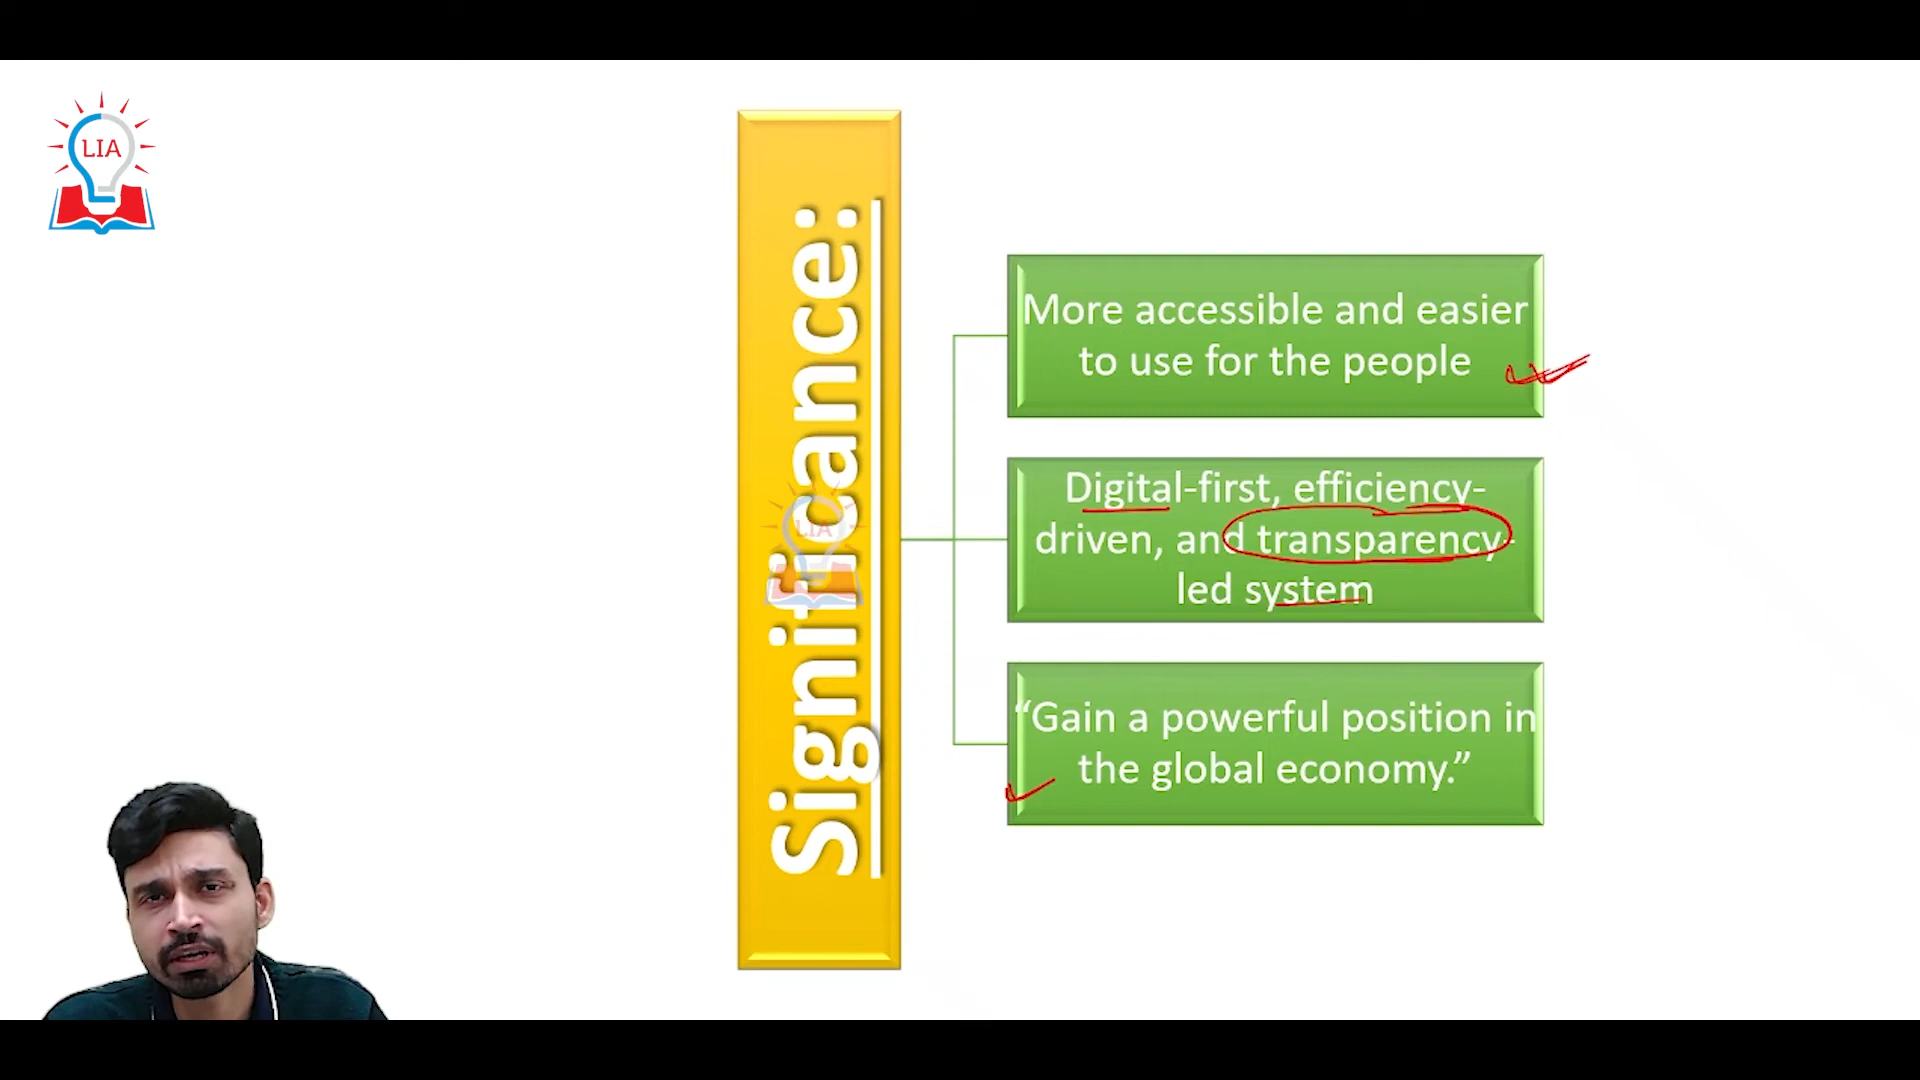 LIA
Significance:
LIA
More accessible and easier
to use for the people
Digital-first, efficiency-
driven, and transparency-
led system
“Gain a powerful position in
the global economy.”